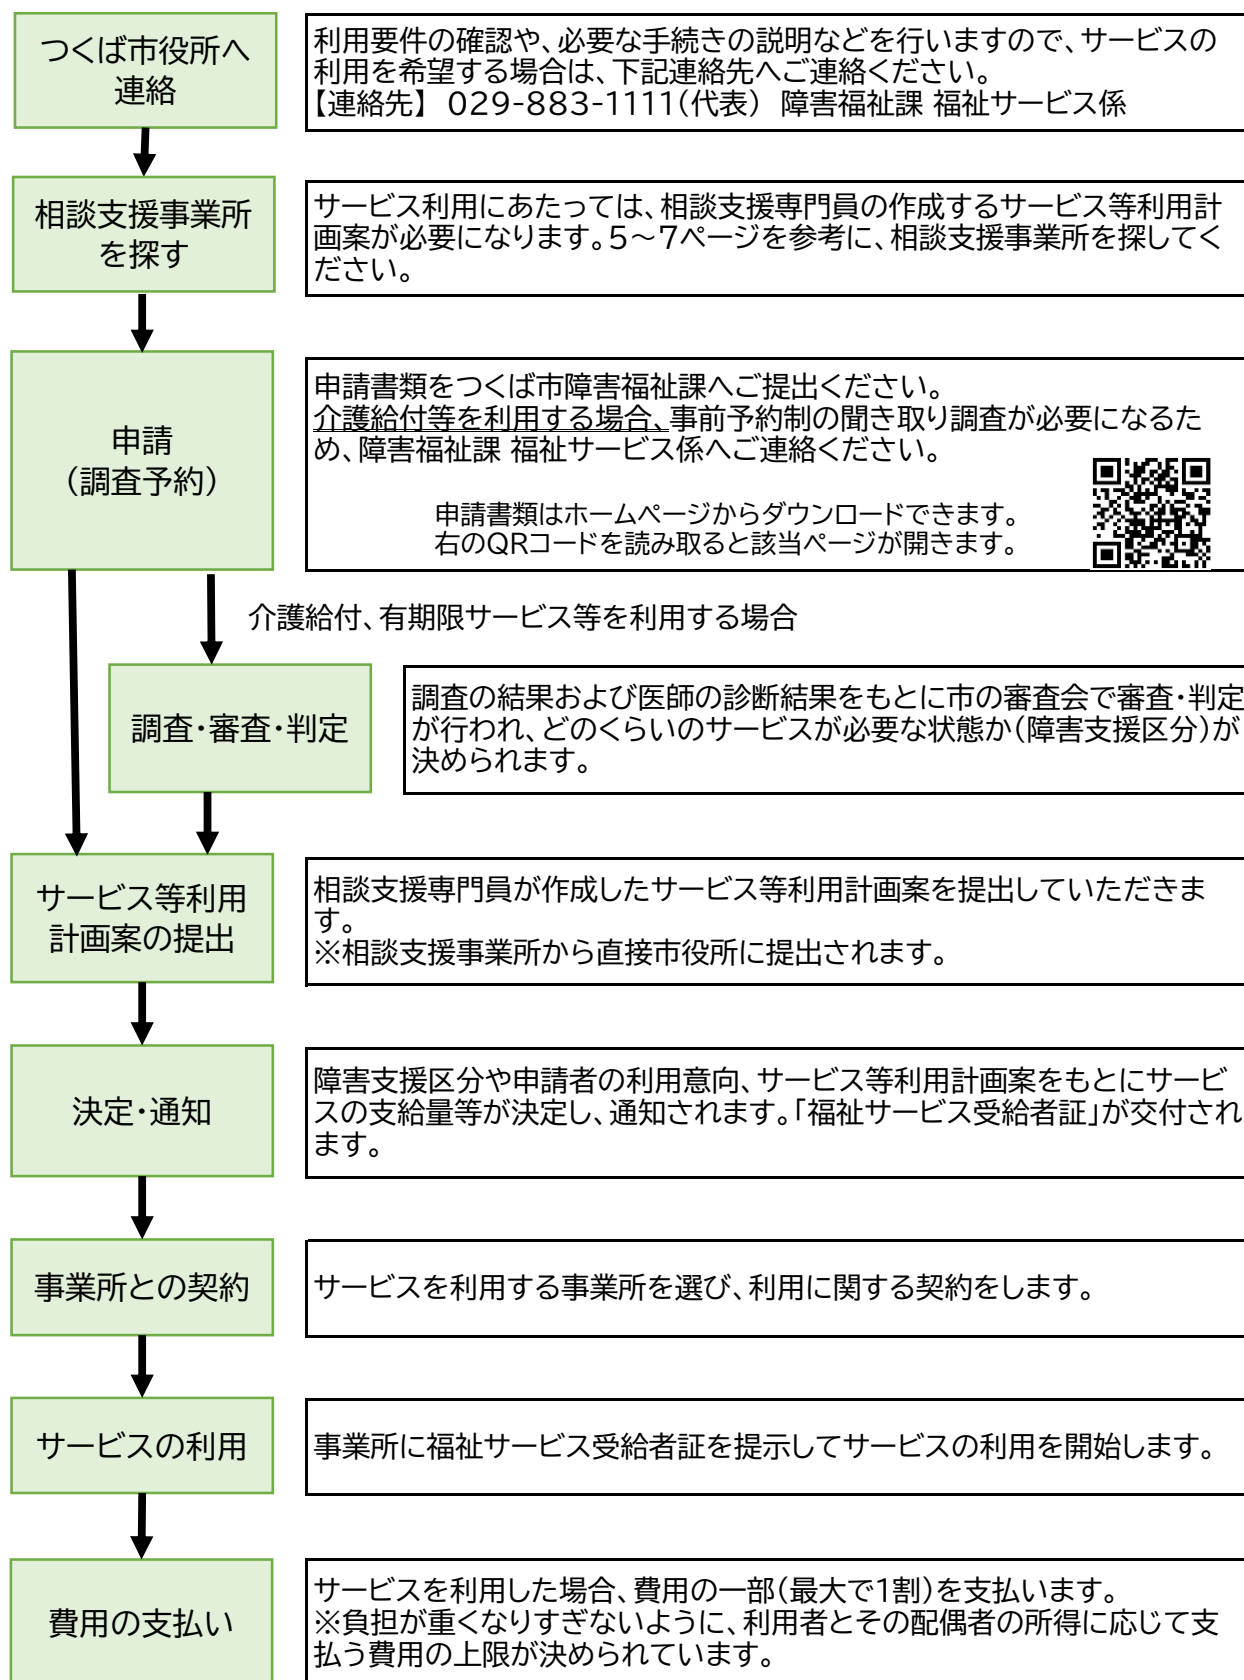 つくば市役所へ
連絡
利用要件の確認や、必要な手続きの説明などを行いますので、サービスの
利用を希望する場合は、下記連絡先へご連絡ください。
【連絡先】 029-883-1111(代表) 障害福祉課 福祉サービス係
相談支援事業所
を探す
サービス利用にあたっては、相談支援専門員の作成するサービス等利用計
画案が必要になります。5～7ページを参考に、相談支援事業所を探してく
ださい。
申請
(調査予約)
申請書類をつくば市障害福祉課へご提出ください。
介護給付等を利用する場合、事前予約制の聞き取り調査が必要になるた
め、障害福祉課 福祉サービス係へご連絡ください。
申請書類はホームページからダウンロードできます。
右のQRコードを読み取ると該当ページが開きます。
介護給付、有期限サービス等を利用する場合
調査・審査・判定
調査の結果および医師の診断結果をもとに市の審査会で審査・判定
が行われ、どのくらいのサービスが必要な状態か(障害支援区分)が
決められます。
サービス等利用
計画案の提出
相談支援専門員が作成したサービス等利用計画案を提出していただきま
す。
※相談支援事業所から直接市役所に提出されます。
決定・通知
障害支援区分や申請者の利用意向、サービス等利用計画案をもとにサービ
スの支給量等が決定し、通知されます。「福祉サービス受給者証」が交付され
ます。
事業所との契約
サービスを利用する事業所を選び、利用に関する契約をします。
サービスの利用
事業所に福祉サービス受給者証を提示してサービスの利用を開始します。
費用の支払い
サービスを利用した場合、費用の一部(最大で1割)を支払います。
※負担が重くなりすぎないように、利用者とその配偶者の所得に応じて支
払う費用の上限が決められています。